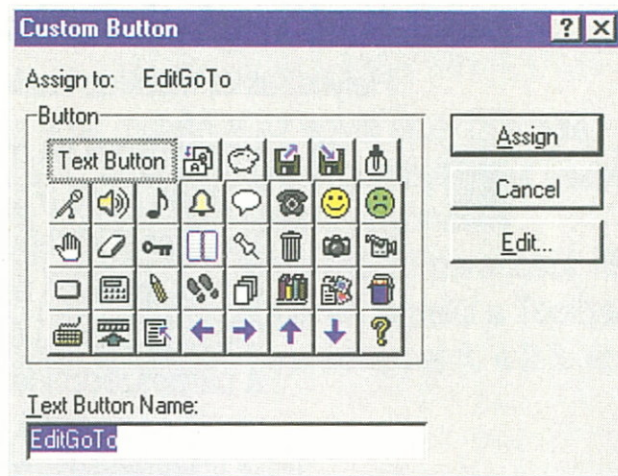 Custom Button
Assign to: EditGoTo
Button
Text Button
Assign
Cancel
Edit...
Text Button Name:
EditGoTo